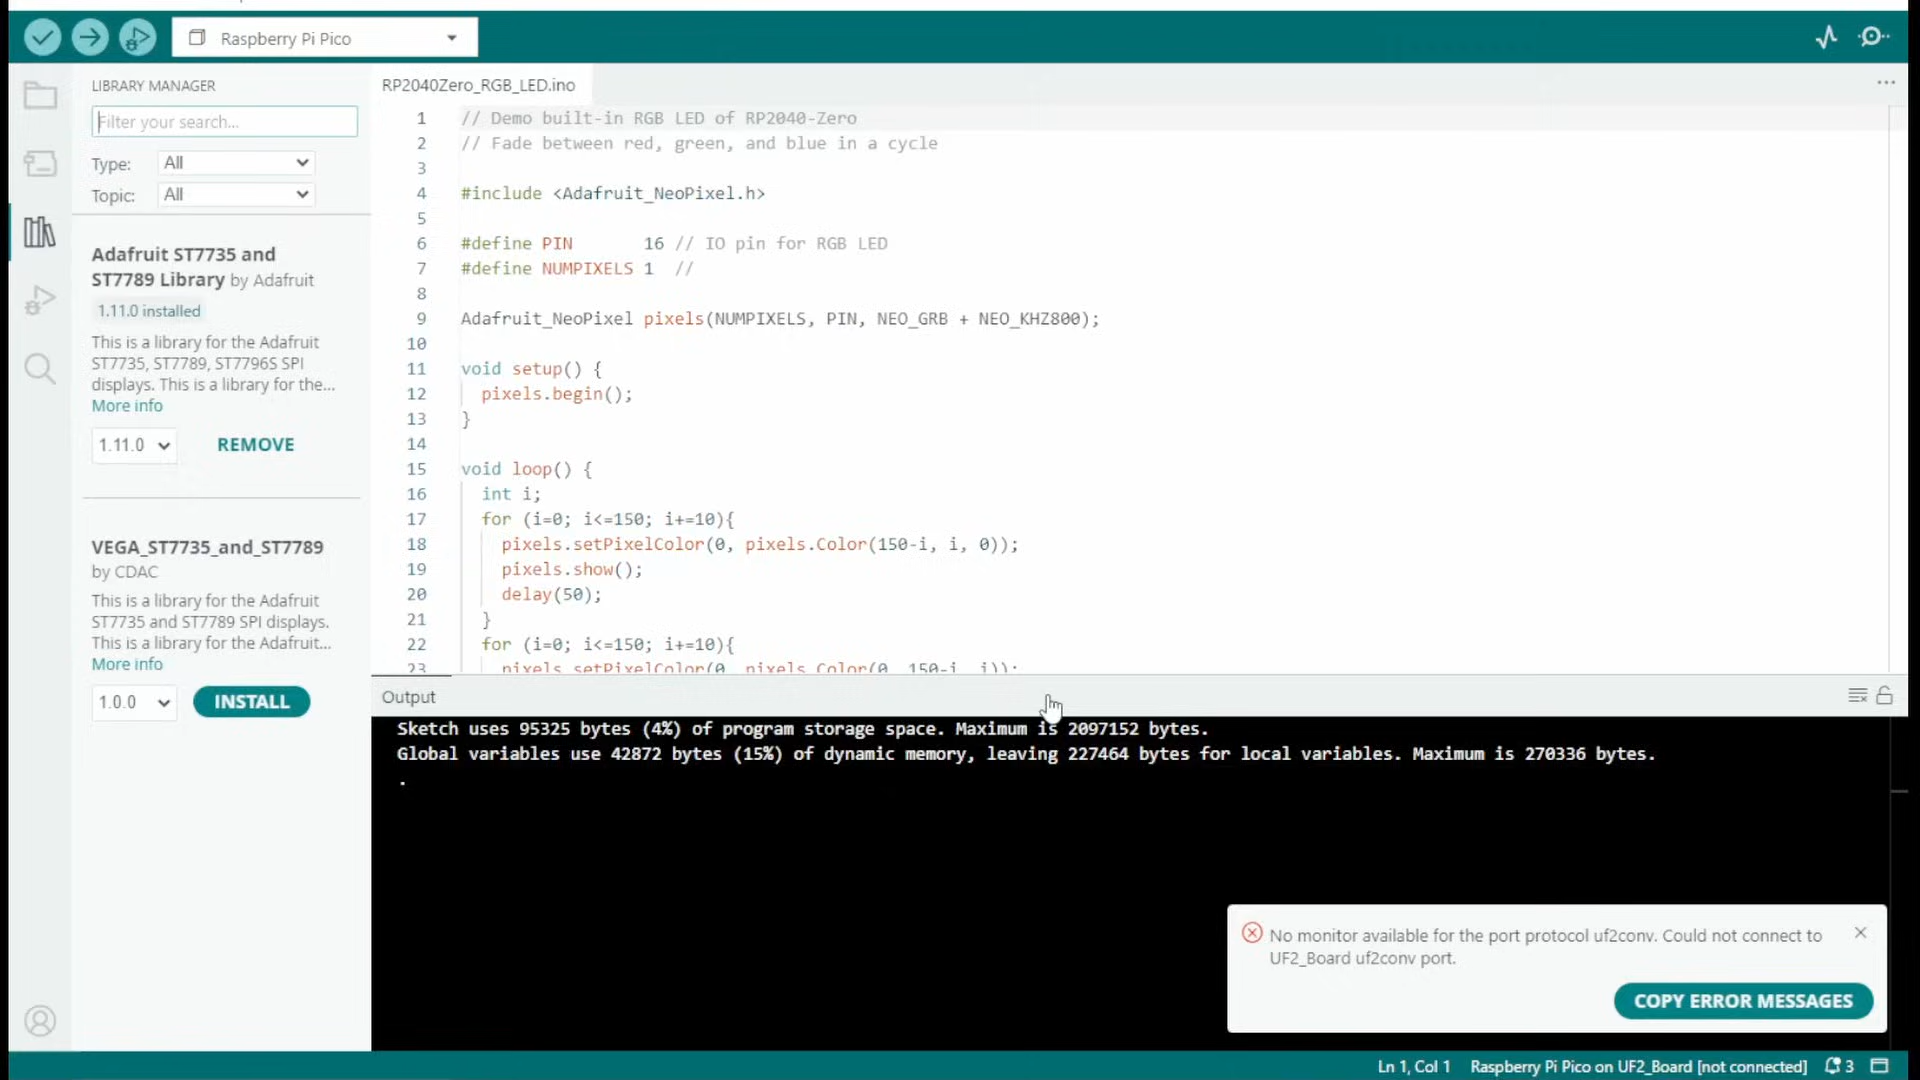 Raspberry Pi Pico
LIBRARY MANAGER
Filter your search...
Type: All
Topic: All
Adafruit ST7735 and
ST7789 Library by Adafruit
1.11.0 installed
This is a library for the Adafruit
ST7735, ST7789, ST7796S SPI
displays. This is a library for the...
More info
1.11.0 REMOVE
VEGA_ST7735_and_ST7789
by CDAC
This is a library for the Adafruit
ST7735 and ST7789 SPI displays.
This is a library for the Adafruit...
More info
1.0.0 INSTALL
RP2040Zero_RGB_LED.ino
1 // Demo built-in RGB LED of RP2040-Zero
2 // Fade between red, green, and blue in a cycle
3
4 #include <Adafruit_NeoPixel.h>
5
6 #define PIN 16 // IO pin for RGB LED
7 #define NUMPIXELS 1 //
8
9 Adafruit_NeoPixel pixels(NUMPIXELS, PIN, NEO_GRB + NEO_KHZ800);
10
11 void setup() {
12 pixels.begin();
13 }
14
15 void loop() {
16 int i;
17 for (i=0; i<=150; i+=10){
18 pixels.setPixelColor(0, pixels.Color(150-i, i, 0));
19 pixels.show();
20 delay(50);
21 }
22 for (i=0; i<=150; i+=10){
23 pixels.setPixelColor(0, pixels.Color(0, 150-i, i));
Output
Sketch uses 95325 bytes (4%) of program storage space. Maximum is 2097152 bytes.
Global variables use 42872 bytes (15%) of dynamic memory, leaving 227464 bytes for local variables. Maximum is 270336 bytes.
.
No monitor available for the port protocol uf2conv. Could not connect to
UF2_Board uf2conv port.
COPY ERROR MESSAGES
Ln 1, Col 1 Raspberry Pi Pico on UF2_Board [not connected] 3